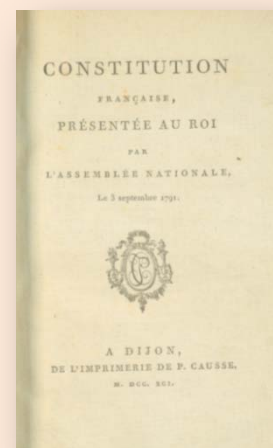 CONSTITUTION
FRANÇAISE,
PRÉSENTÉE AU ROI
PAR
L'ASSEMBLÉE NATIONALE,
Le 3 septembre 1791.
A DIJON,
DE L'IMPRIMERIE DE P. CAUSSE.
M. DCC. XCI.